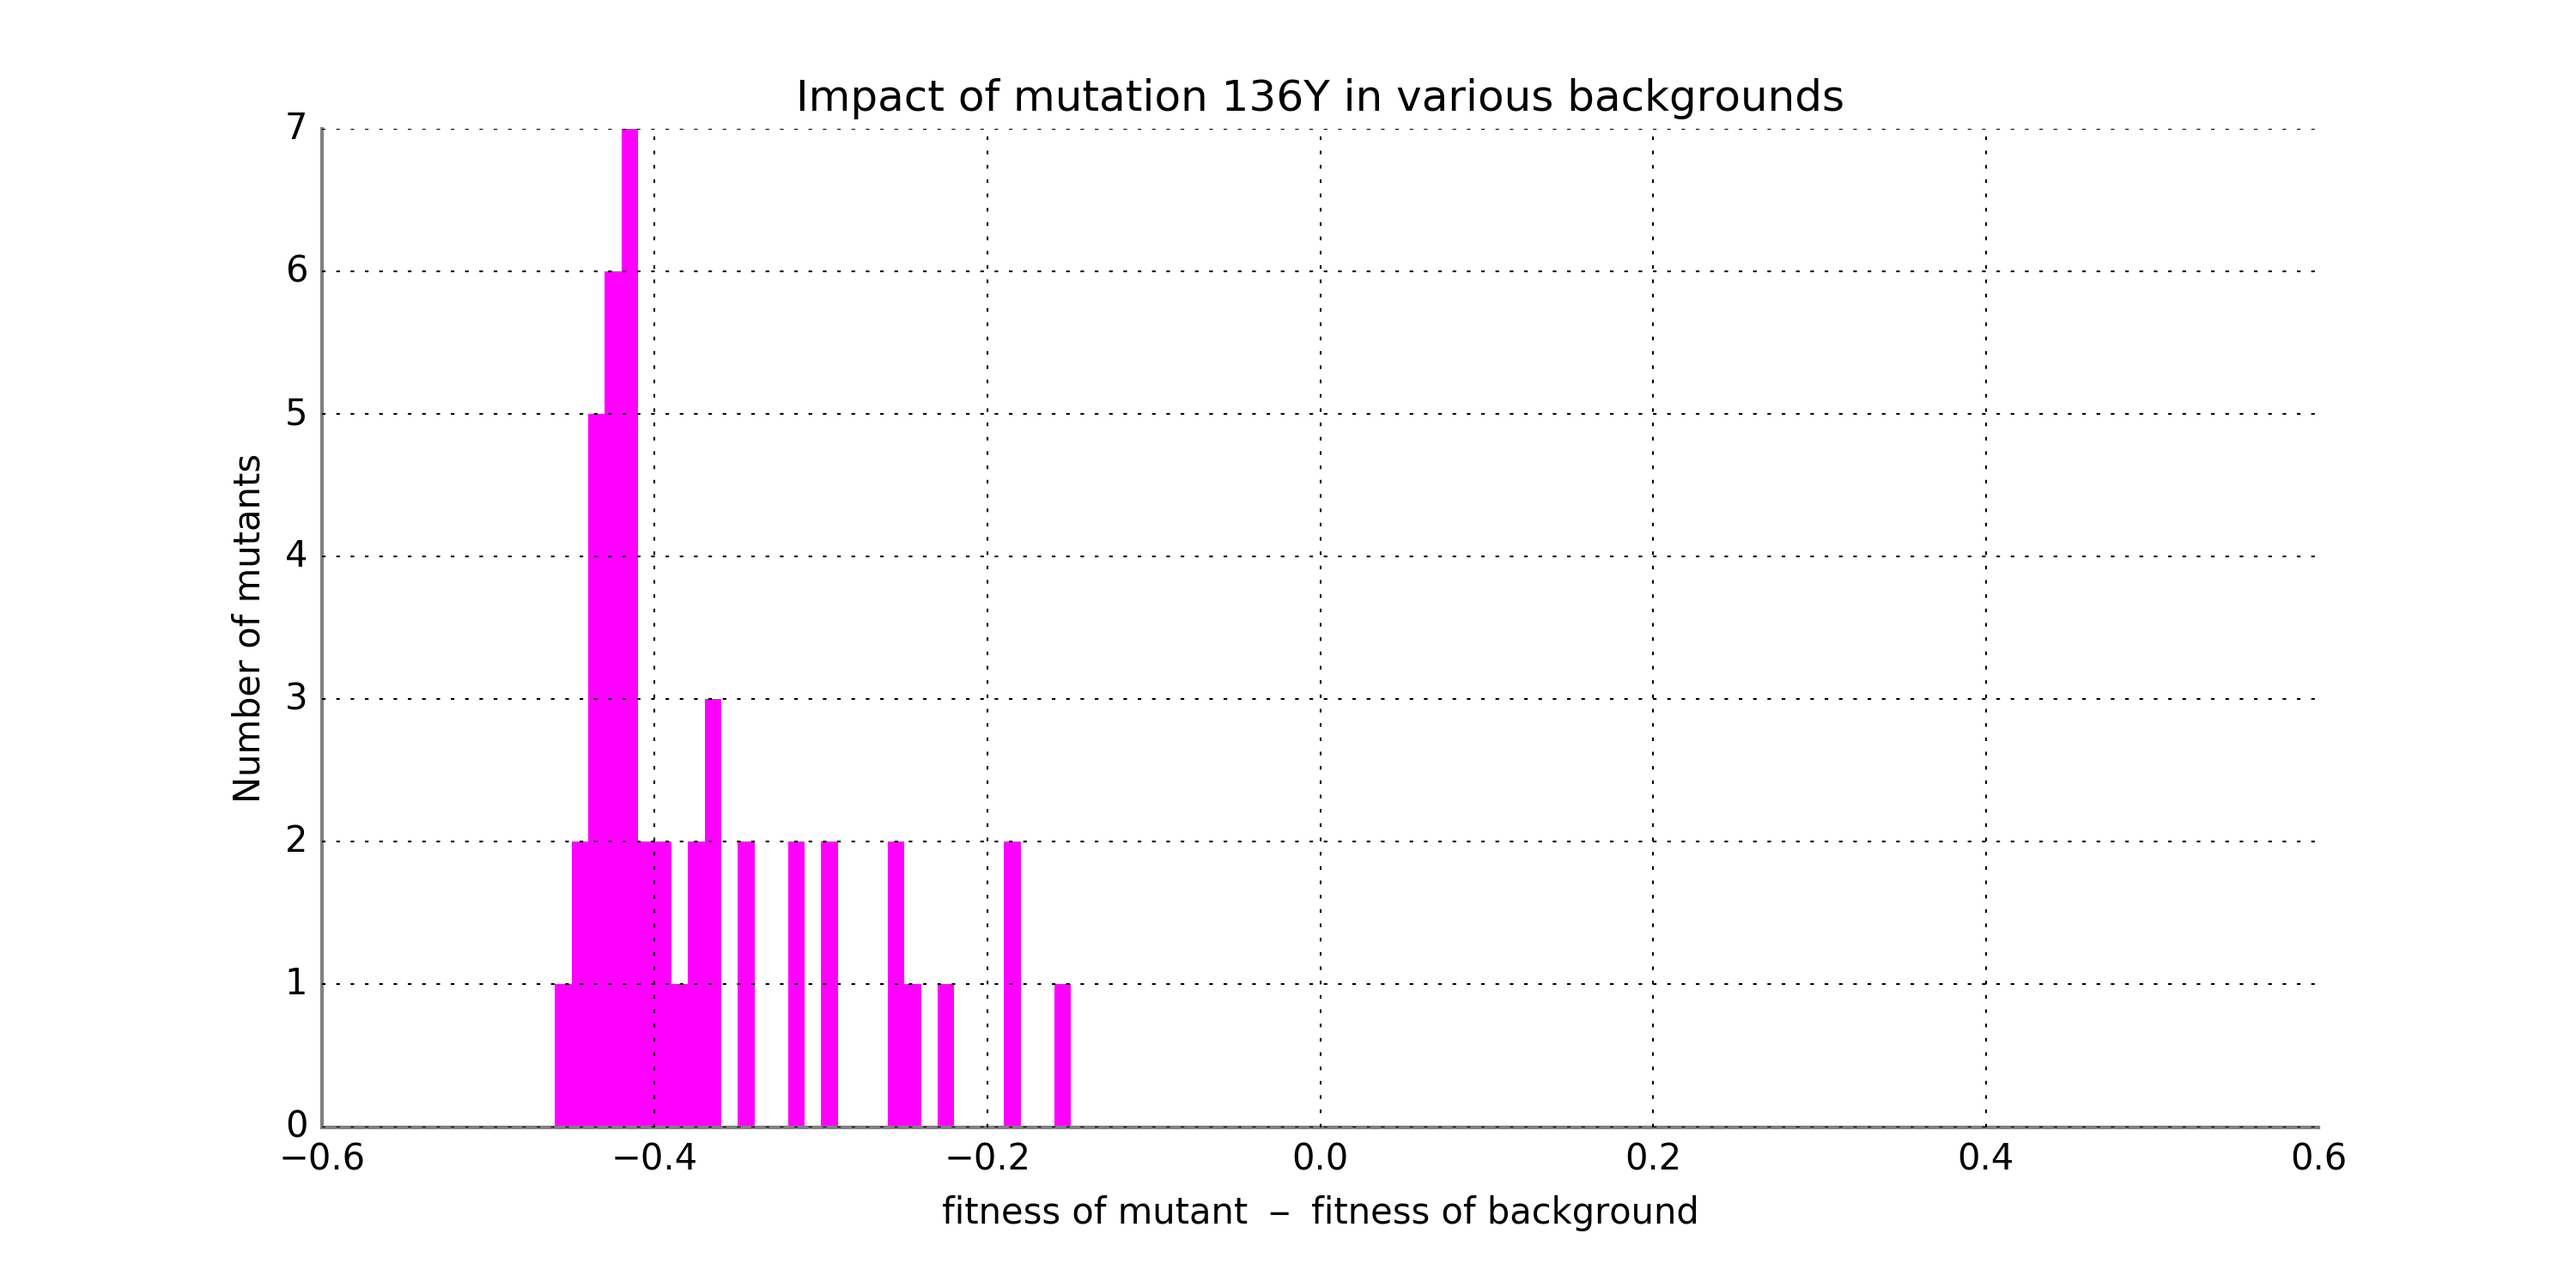 Impact of mutation 136Y in various backgrounds
7
6
5
4
3
2
1
0
Number of mutants
−0.6 −0.4 −0.2 0.0 0.2 0.4 0.6
fitness of mutant − fitness of background